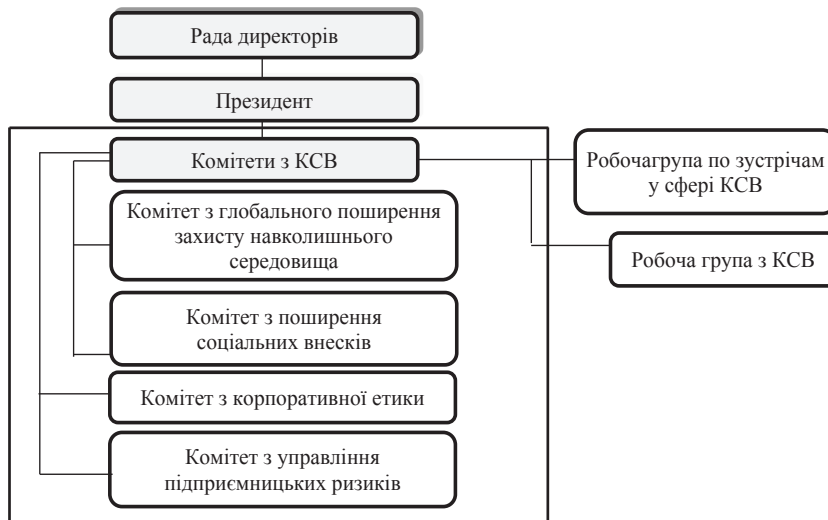 Рада директорів
Президент
Комітети з КСВ
Робочагрупа по зустрічам
у сфері КСВ
Комітет з глобального поширення
захисту навколишнього
середовища
Робоча група з КСВ
Комітет з поширення
соціальних внесків
Комітет з корпоративної етики
Комітет з управління
підприємницьких ризиків